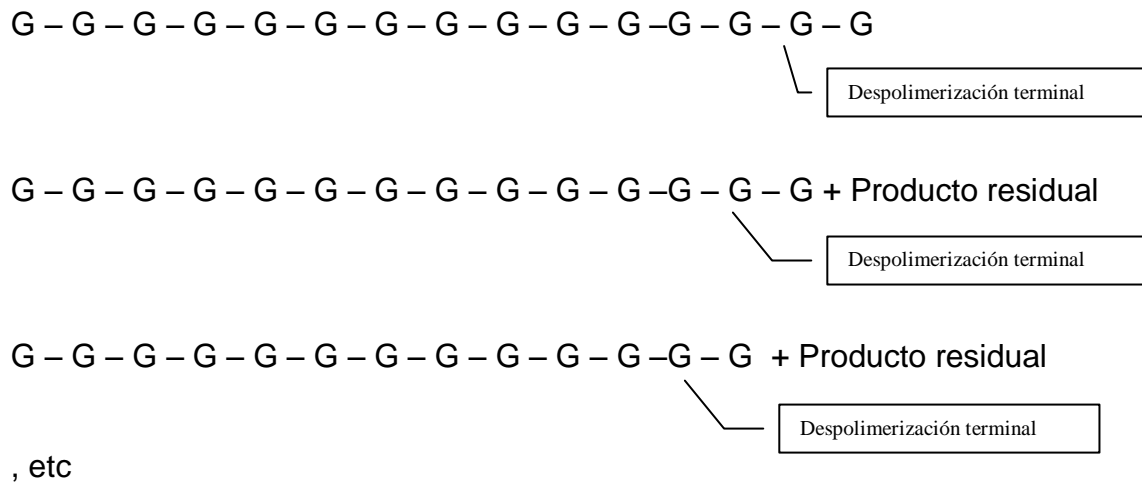 G – G – G – G – G – G – G – G – G – G – G –G – G – G – G
Despolimerización terminal
G – G – G – G – G – G – G – G – G – G – G –G – G – G + Producto residual
Despolimerización terminal
G – G – G – G – G – G – G – G – G – G – G –G – G + Producto residual
Despolimerización terminal
, etc